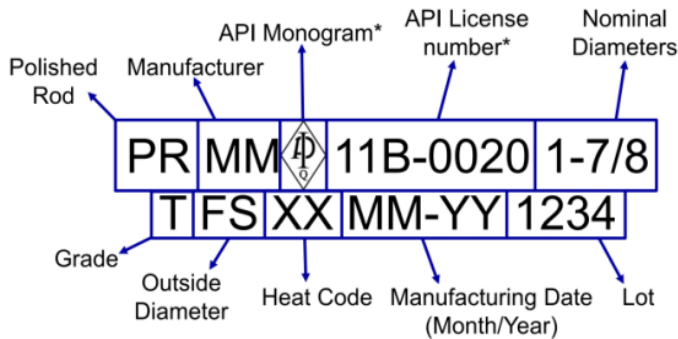 API Monogram*
API License
number*
Nominal
Diameters
Polished
Rod
Manufacturer
PR MM API Q 11B-0020 1-7/8
T FS XX MM-YY 1234
Grade
Outside
Diameter
Heat Code
Manufacturing Date
(Month/Year)
Lot